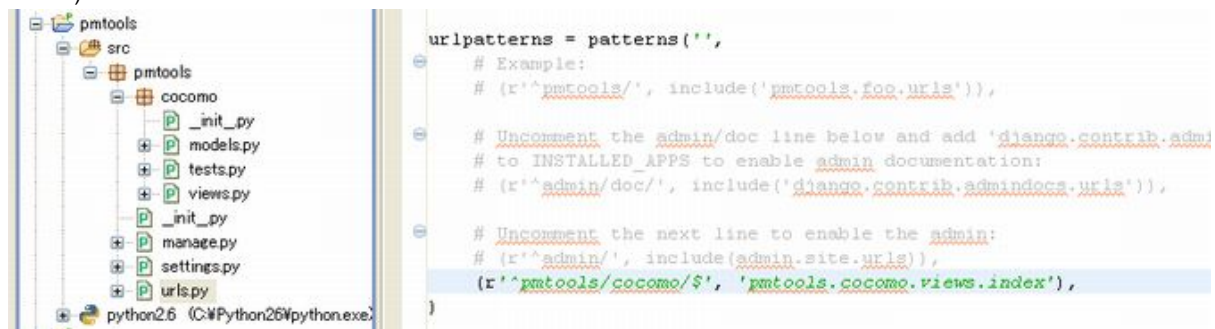 pmtools
src
pmtools
cocomo
__init__.py
models.py
tests.py
views.py
__init__.py
manage.py
settings.py
urls.py
python2.6 (C:¥Python26¥python.exe)
urlpatterns = patterns('',
# Example:
# (r'^pmtools/', include('pmtools.foo.urls')),
# Uncomment the admin/doc line below and add 'django.contrib.admi
# to INSTALLED_APPS to enable admin documentation:
# (r'^admin/doc/', include('django.contrib.admindocs.urls')),
# Uncomment the next line to enable the admin:
# (r'^admin/', include(admin.site.urls)),
(r'^pmtools/cocomo/$', 'pmtools.cocomo.views.index'),
)